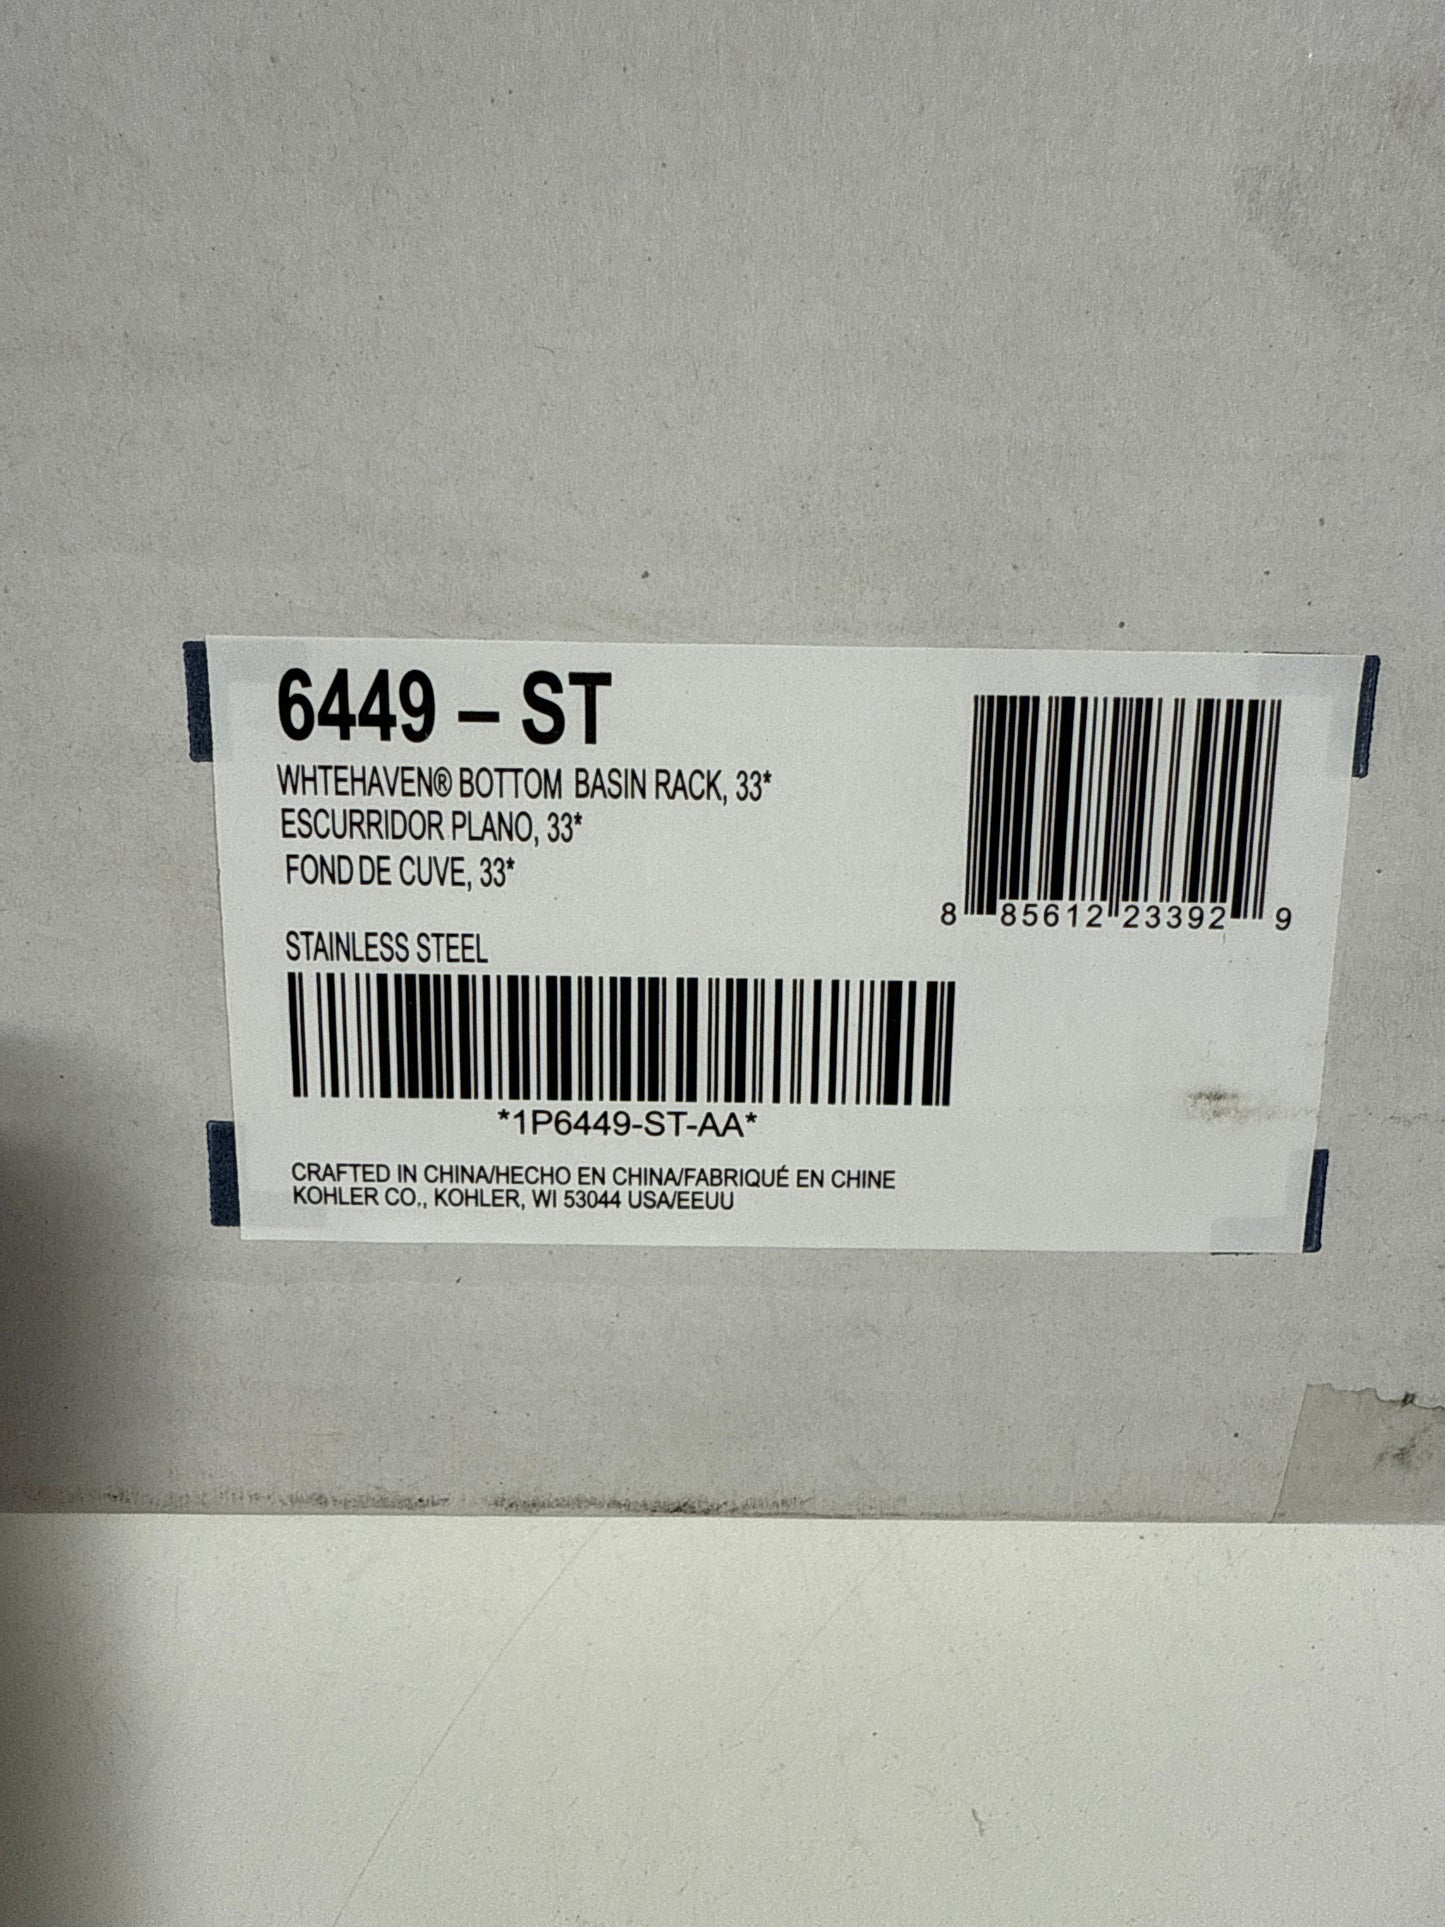 6449 – ST
WHTEHAVEN® BOTTOM BASIN RACK, 33*
ESCURRIDOR PLANO, 33*
FOND DE CUVE, 33*
STAINLESS STEEL
8 85612 23392 9
*1P6449-ST-AA*
CRAFTED IN CHINA/HECHO EN CHINA/FABRIQUÉ EN CHINE
KOHLER CO., KOHLER, WI 53044 USA/EEUU